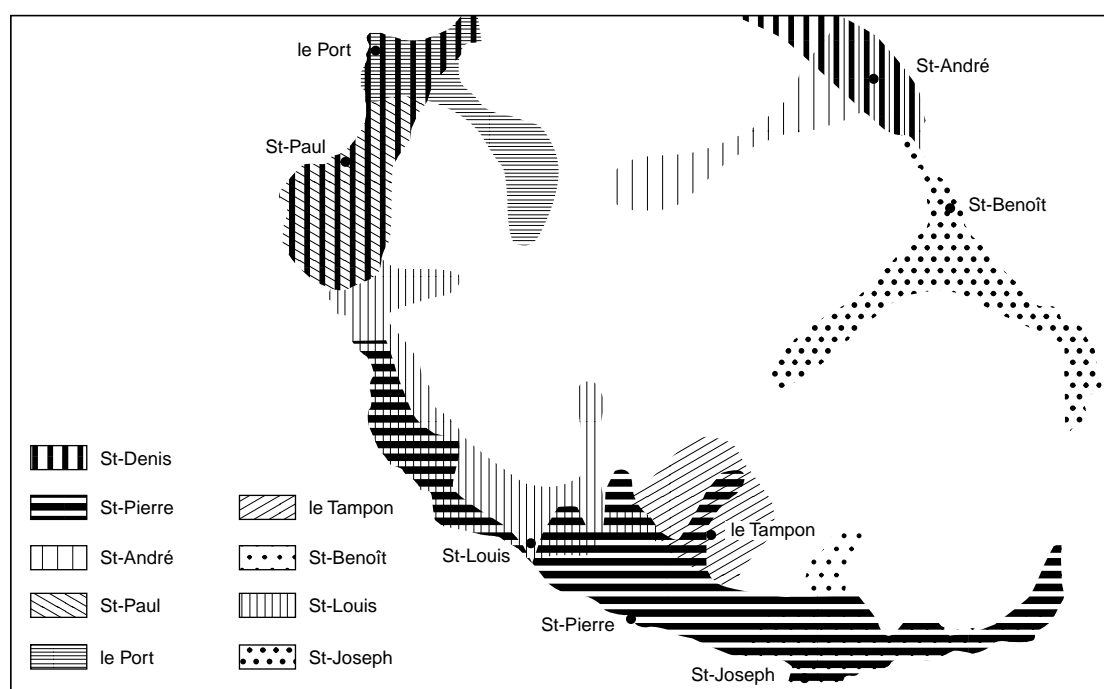 le Port
St-André
St-Paul
St-Benoît
le Tampon
St-Louis
St-Pierre
St-Joseph
St-Denis
St-Pierre
St-André
St-Paul
le Port
le Tampon
St-Benoît
St-Louis
St-Joseph